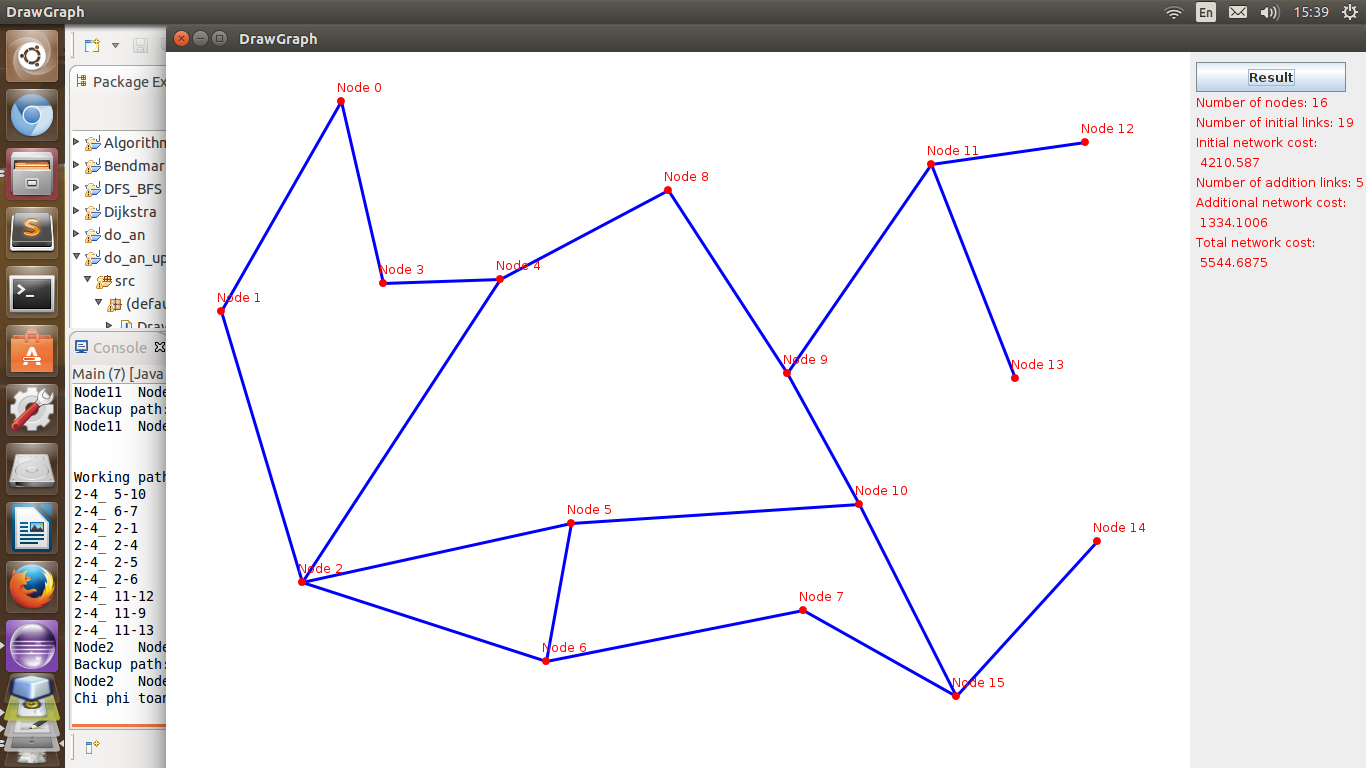 DrawGraph
En
15:39
DrawGraph
Package Ex
Algorithm
Bendmar
DFS_BFS
Dijkstra
do_an
do_an_up
src
(defau
Draw
Console
Main (7) [Java
Node11 Node
Backup path:
Node11 Node
Working path
2-4_ 5-10
2-4_ 6-7
2-4_ 2-1
2-4_ 2-4
2-4_ 2-5
2-4_ 2-6
2-4_ 11-12
2-4_ 11-9
2-4_ 11-13
Node2 Node
Backup path:
Node2 Node
Chi phi toan
Node 0
Node 12
Node 11
Node 8
Node 3
Node 4
Node 1
Node 9
Node 13
Node 10
Node 5
Node 14
Node 2
Node 7
Node 6
Node 15
Result
Number of nodes: 16
Number of initial links: 19
Initial network cost:
4210.587
Number of addition links: 5
Additional network cost:
1334.1006
Total network cost:
5544.6875